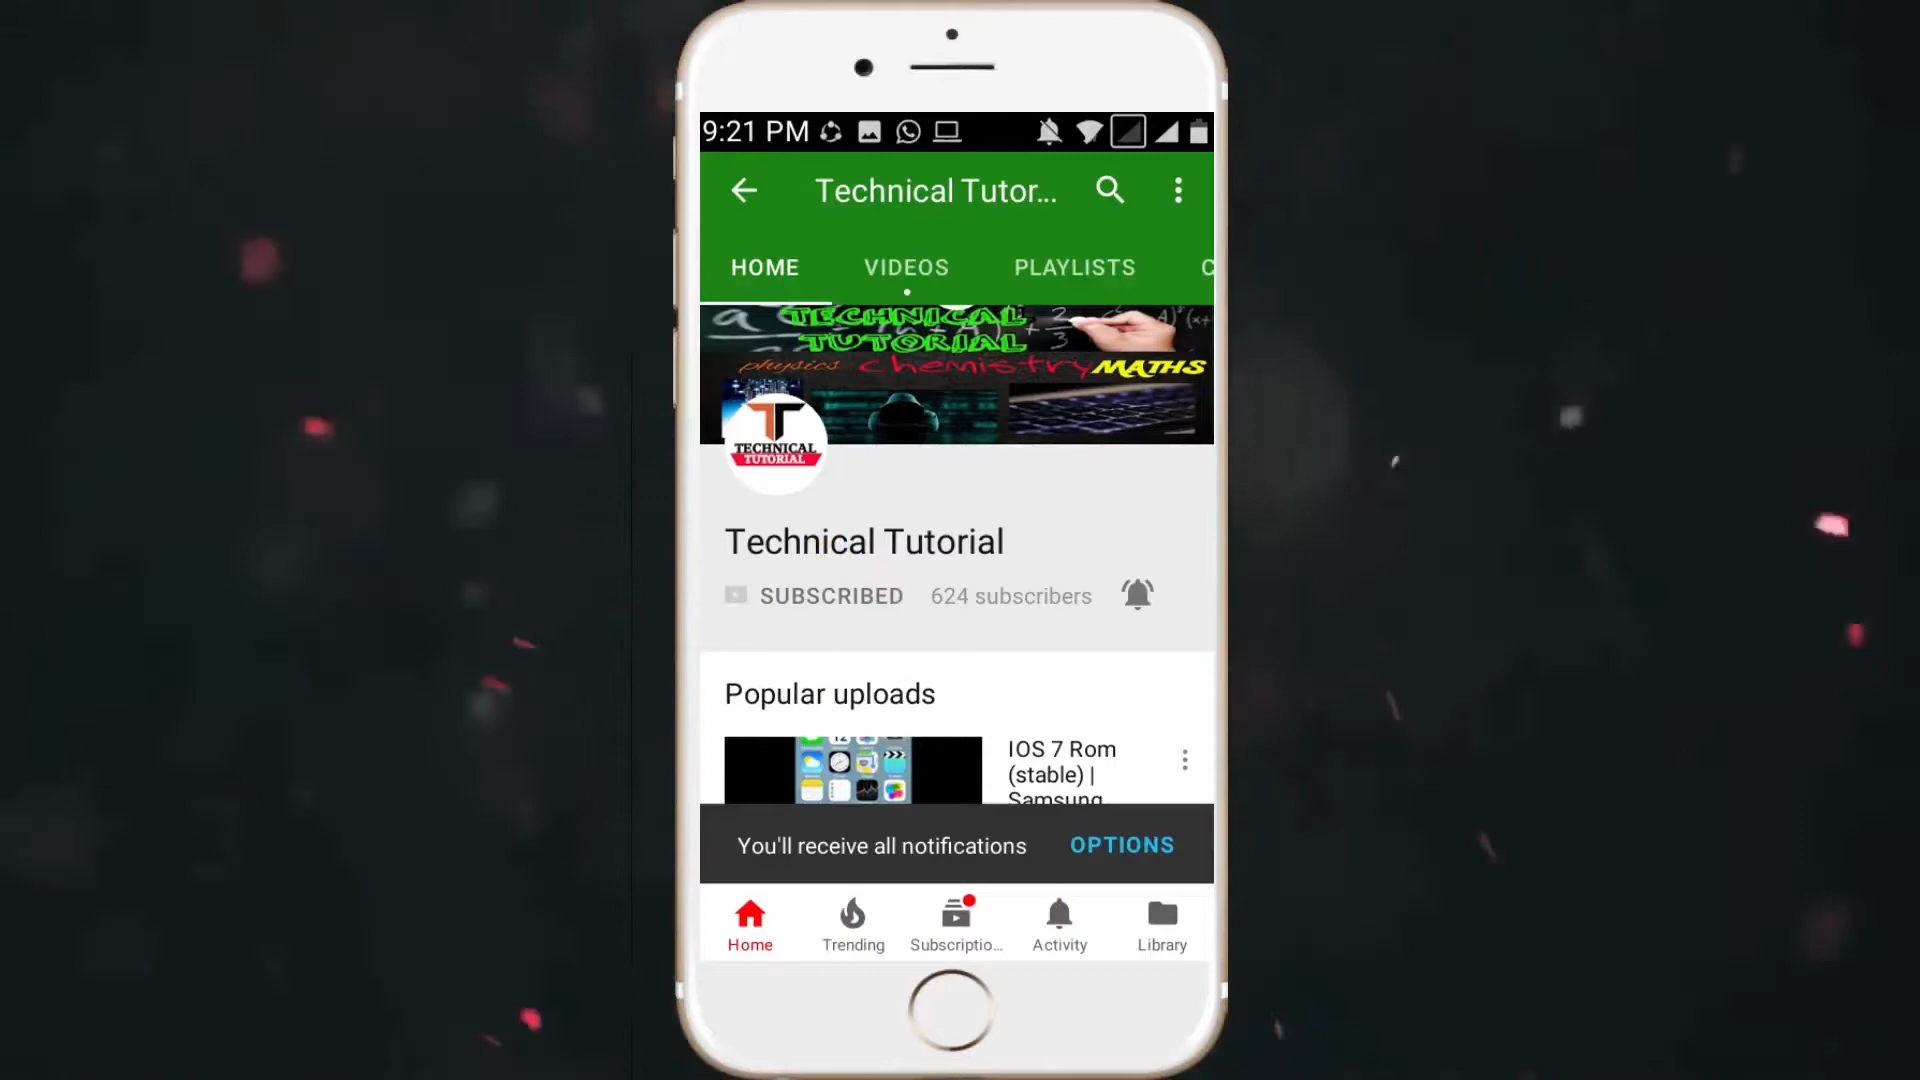 9:21 PM
Technical Tutor...
HOME VIDEOS PLAYLISTS C
TECHNICAL
TUTORIAL
physics chemistry MATHS
TECHNICAL
TUTORIAL
Technical Tutorial
SUBSCRIBED 624 subscribers
Popular uploads
IOS 7 Rom
(stable) |
Samsung
You'll receive all notifications OPTIONS
Home Trending Subscriptio... Activity Library